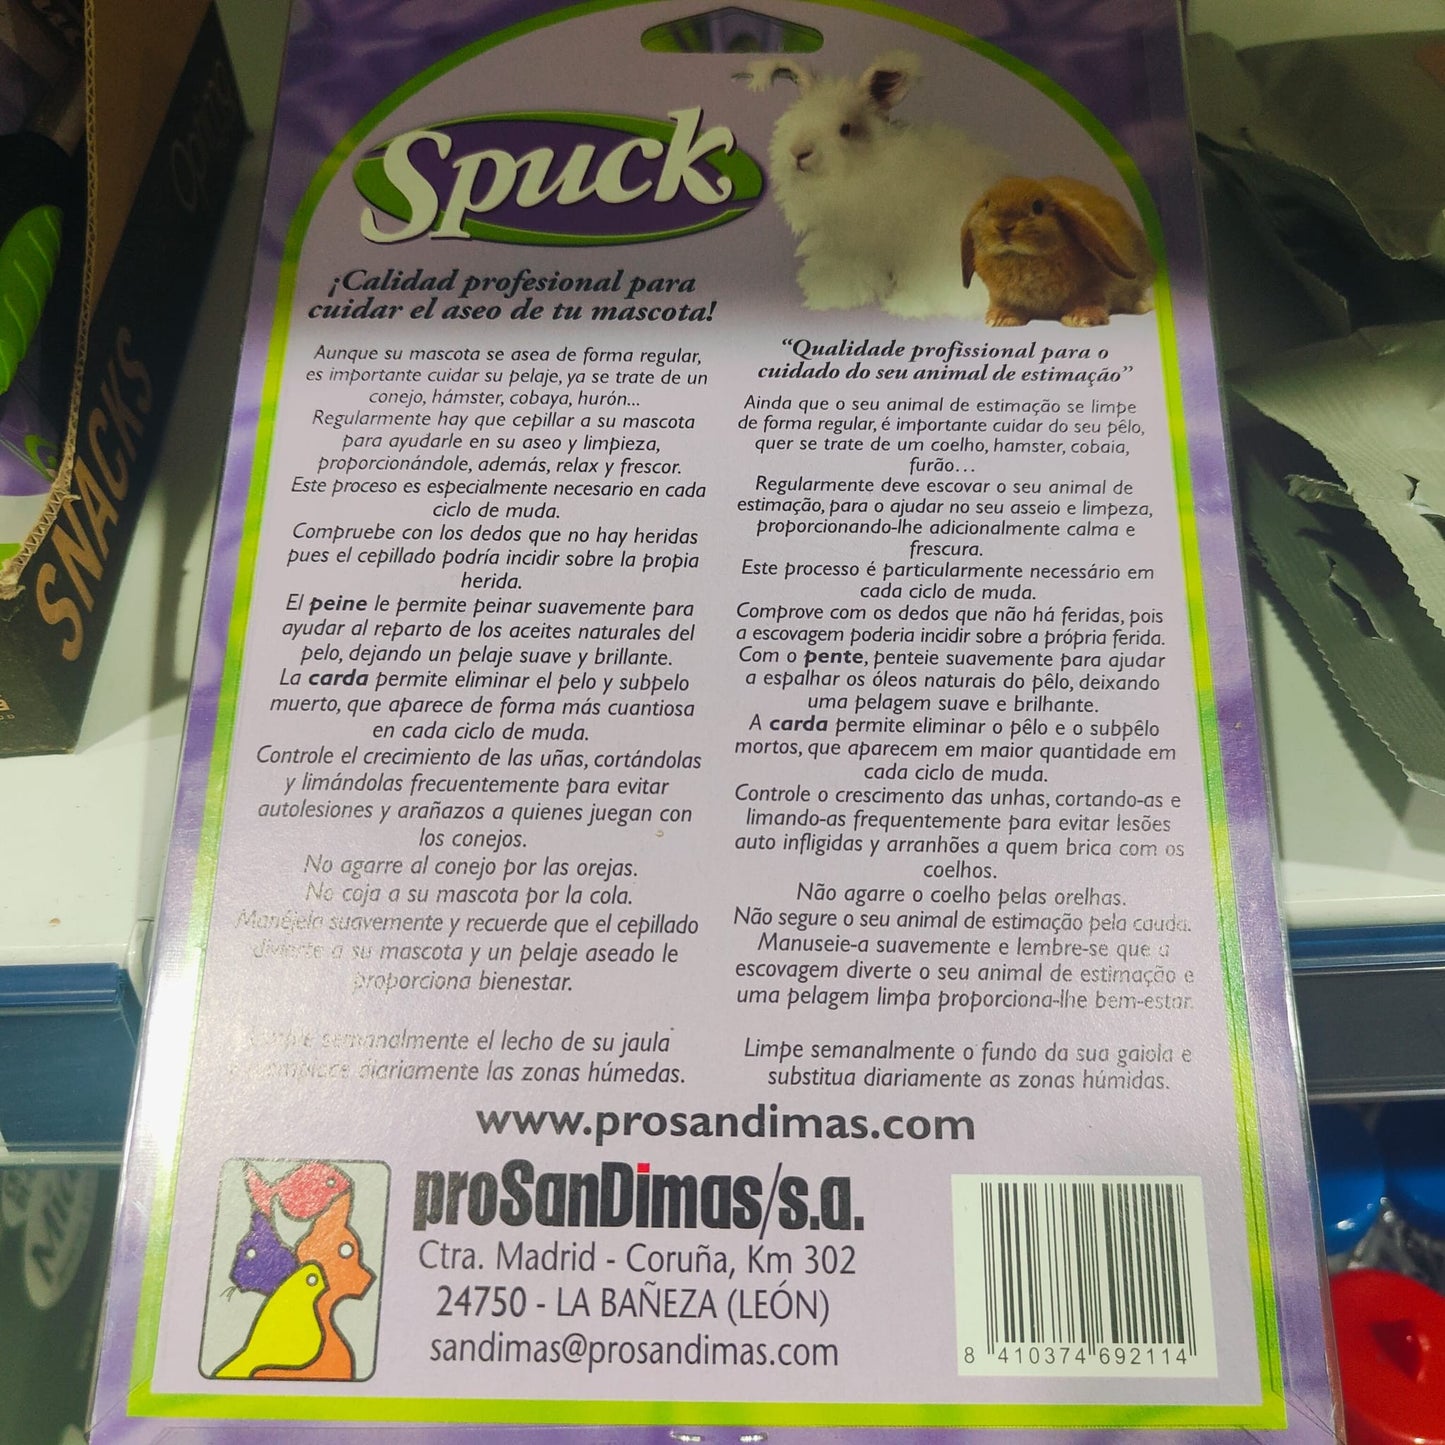 Spuck
¡Calidad profesional para
cuidar el aseo de tu mascota!
Aunque su mascota se asea de forma regular,
es importante cuidar su pelaje, ya se trate de un
conejo, hámster, cobaya, hurón...
Regularmente hay que cepillar a su mascota
para ayudarle en su aseo y limpieza,
proporcionándole, además, relax y frescor.
Este proceso es especialmente necesario en cada
ciclo de muda.
Compruebe con los dedos que no hay heridas
pues el cepillado podría incidir sobre la propia
herida.
El peine le permite peinar suavemente para
ayudar al reparto de los aceites naturales del
pelo, dejando un pelaje suave y brillante.
La carda permite eliminar el pelo y subpelo
muerto, que aparece de forma más cuantiosa
en cada ciclo de muda.
Controle el crecimiento de las uñas, cortándolas
y limándolas frecuentemente para evitar
autolesiones y arañazos a quienes juegan con
los conejos.
No agarre al conejo por las orejas.
No coja a su mascota por la cola.
Manéjelo suavemente y recuerde que el cepillado
divierte a su mascota y un pelaje aseado le
proporciona bienestar.
semanalmente el lecho de su jaula
diariamente las zonas húmedas.
"Qualidade profissional para o
cuidado do seu animal de estimação"
Ainda que o seu animal de estimação se limpe
de forma regular, é importante cuidar do seu pêlo,
quer se trate de um coelho, hamster, cobaia,
furão...
Regularmente deve escovar o seu animal de
estimação, para o ajudar no seu asseio e limpeza,
proporcionando-lhe adicionalmente calma e
frescura.
Este processo é particularmente necessário em
cada ciclo de muda.
Comprove com os dedos que não há feridas, pois
a escovagem poderia incidir sobre a própria ferida.
Com o pente, penteie suavemente para ajudar
a espalhar os óleos naturais do pêlo, deixando
uma pelagem suave e brilhante.
A carda permite eliminar o pêlo e o subpêlo
mortos, que aparecem em maior quantidade em
cada ciclo de muda.
Controle o crescimento das unhas, cortando-as e
limando-as frequentemente para evitar lesões
auto infligidas y arranhões a quem brica com os
coelhos.
Não agarre o coelho pelas orelhas.
Não segure o seu animal de estimação pela cauda.
Manuseie-a suavemente e lembre-se que a
escovagem diverte o seu animal de estimação e
uma pelagem limpa proporciona-lhe bem-estar.
Limpe semanalmente o fundo da sua gaiola e
substitua diariamente as zonas húmidas.
www.prosandimas.com
proSanDimas/s.a.
Ctra. Madrid - Coruña, Km 302
24750 - LA BAÑEZA (LEÓN)
sandimas@prosandimas.com
8 410374 692114
SNACKS